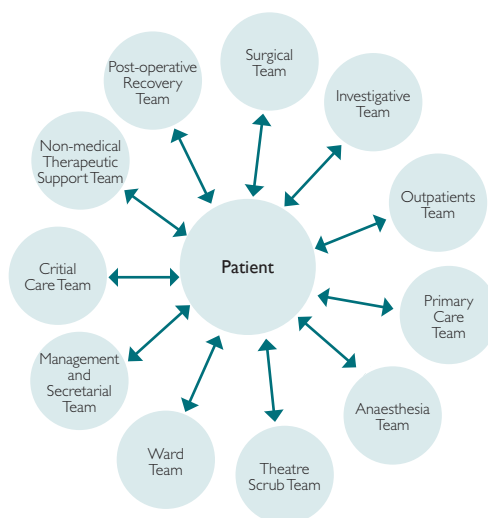 Surgical
Team
Investigative
Team
Outpatients
Team
Primary
Care
Team
Anaesthesia
Team
Theatre
Scrub Team
Ward
Team
Management
and
Secretarial
Team
Critial
Care Team
Non-medical
Therapeutic
Support Team
Post-operative
Recovery
Team
Patient